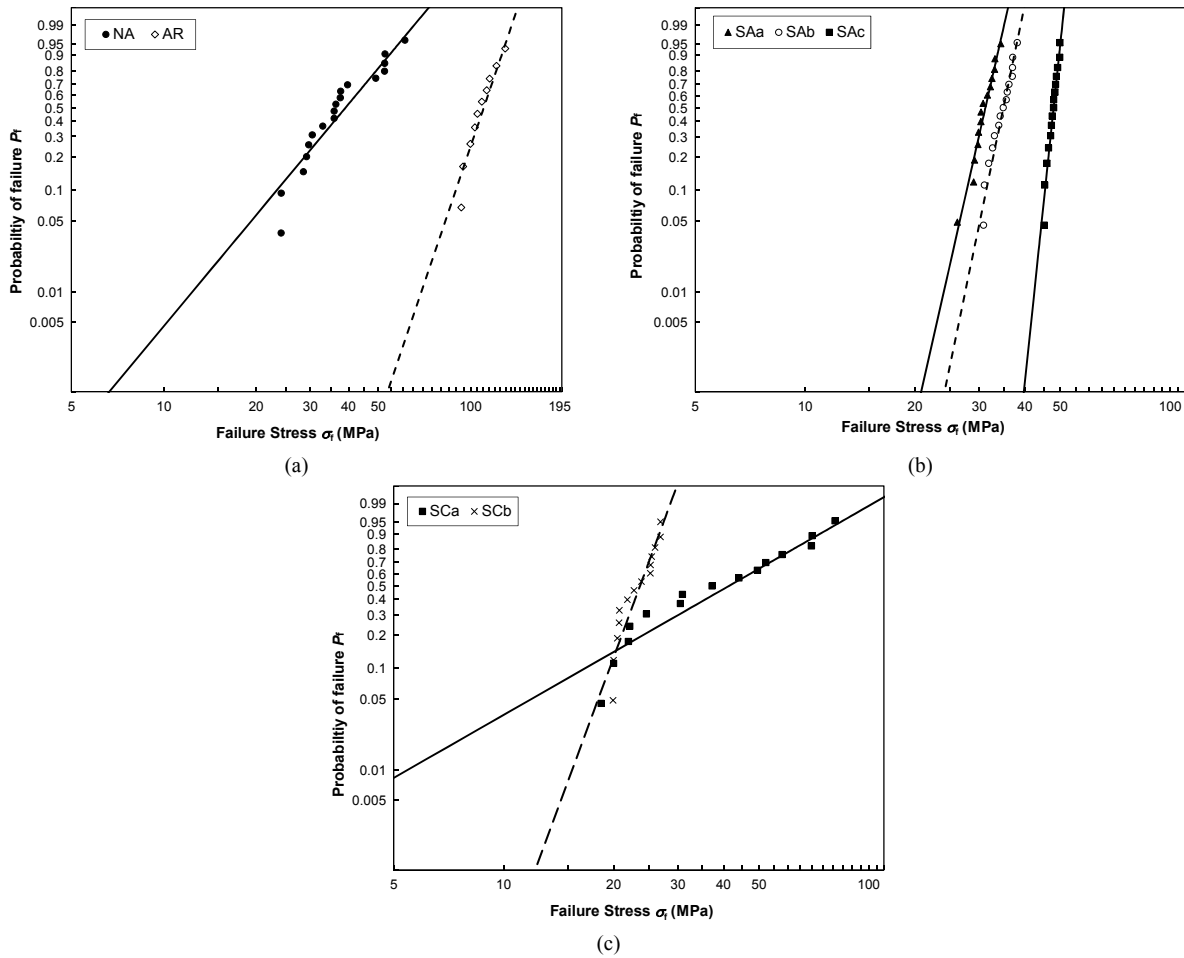 NA AR
0.99
0.95
0.9
0.8
0.7
0.6
0.5
0.4
0.3
0.2
0.1
0.05
0.01
0.005
Probabiltiy of failure Pf
5 10 20 30 40 50 100 195
Failure Stress σf (MPa)
(a)
SAa SAb SAc
0.99
0.95
0.9
0.8
0.7
0.6
0.5
0.4
0.3
0.2
0.1
0.05
0.01
0.005
Probabiltiy of failure Pf
5 10 20 30 40 50 100
Failure Stress σf (MPa)
(b)
SCa SCb
0.99
0.95
0.9
0.8
0.7
0.6
0.5
0.4
0.3
0.2
0.1
0.05
0.01
0.005
Probabiltiy of failure Pf
5 10 20 30 40 50 100
Failure Stress σf (MPa)
(c)